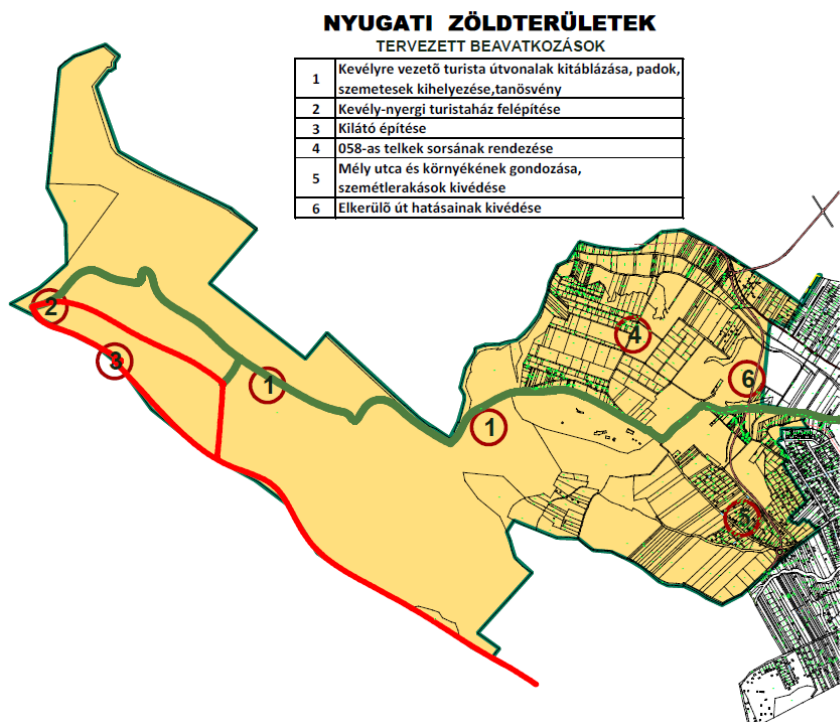 NYUGATI ZÖLDTERÜLETEK
TERVEZETT BEAVATKOZÁSOK
1 Kevélyre vezetõ turista útvonalak kitáblázása, padok,
szemetesek kihelyezése,tanösvény
2 Kevély-nyergi turistaház felépítése
3 Kilátó építése
4 058-as telkek sorsának rendezése
5 Mély utca és környékének gondozása,
szemétlerakások kivédése
6 Elkerülõ út hatásainak kivédése
2
3
1
1
4
6
5